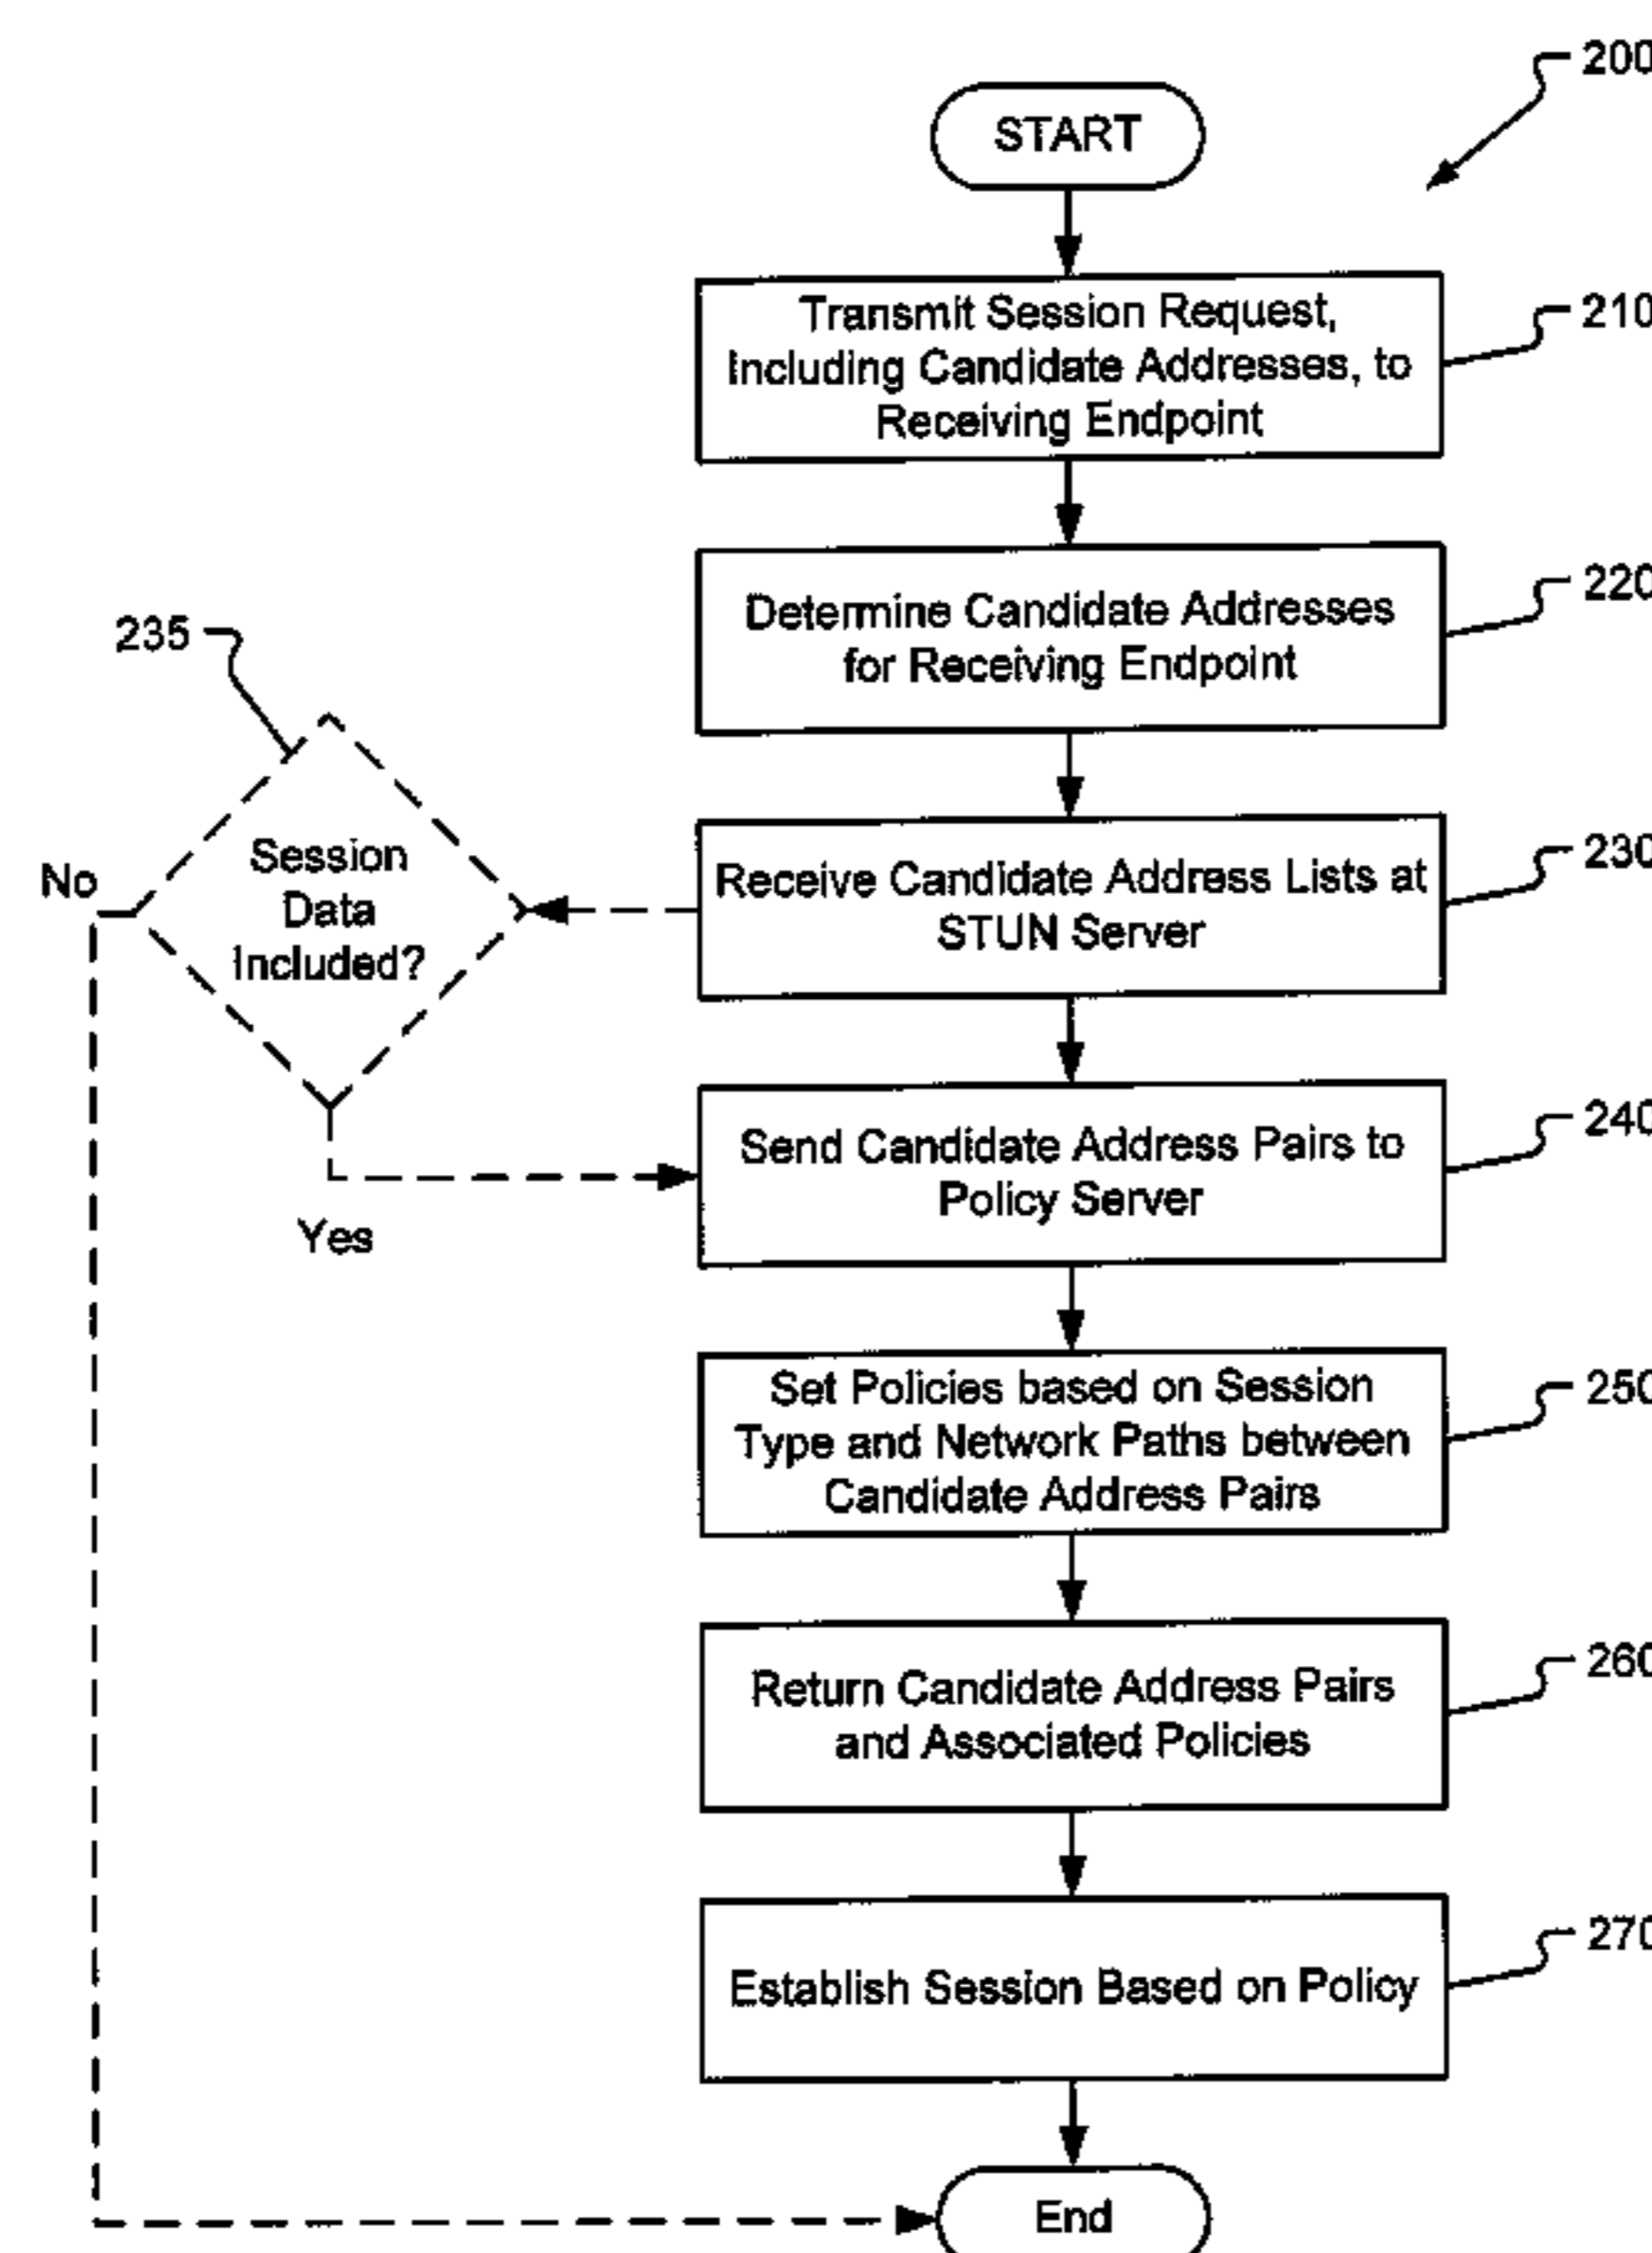 200
START
Transmit Session Request,
Including Candidate Addresses, to
Receiving Endpoint
210
Determine Candidate Addresses
for Receiving Endpoint
220
235
Session
Data
Included?
No
Yes
Receive Candidate Address Lists at
STUN Server
230
Send Candidate Address Pairs to
Policy Server
240
Set Policies based on Session
Type and Network Paths between
Candidate Address Pairs
250
Return Candidate Address Pairs
and Associated Policies
260
Establish Session Based on Policy
270
End